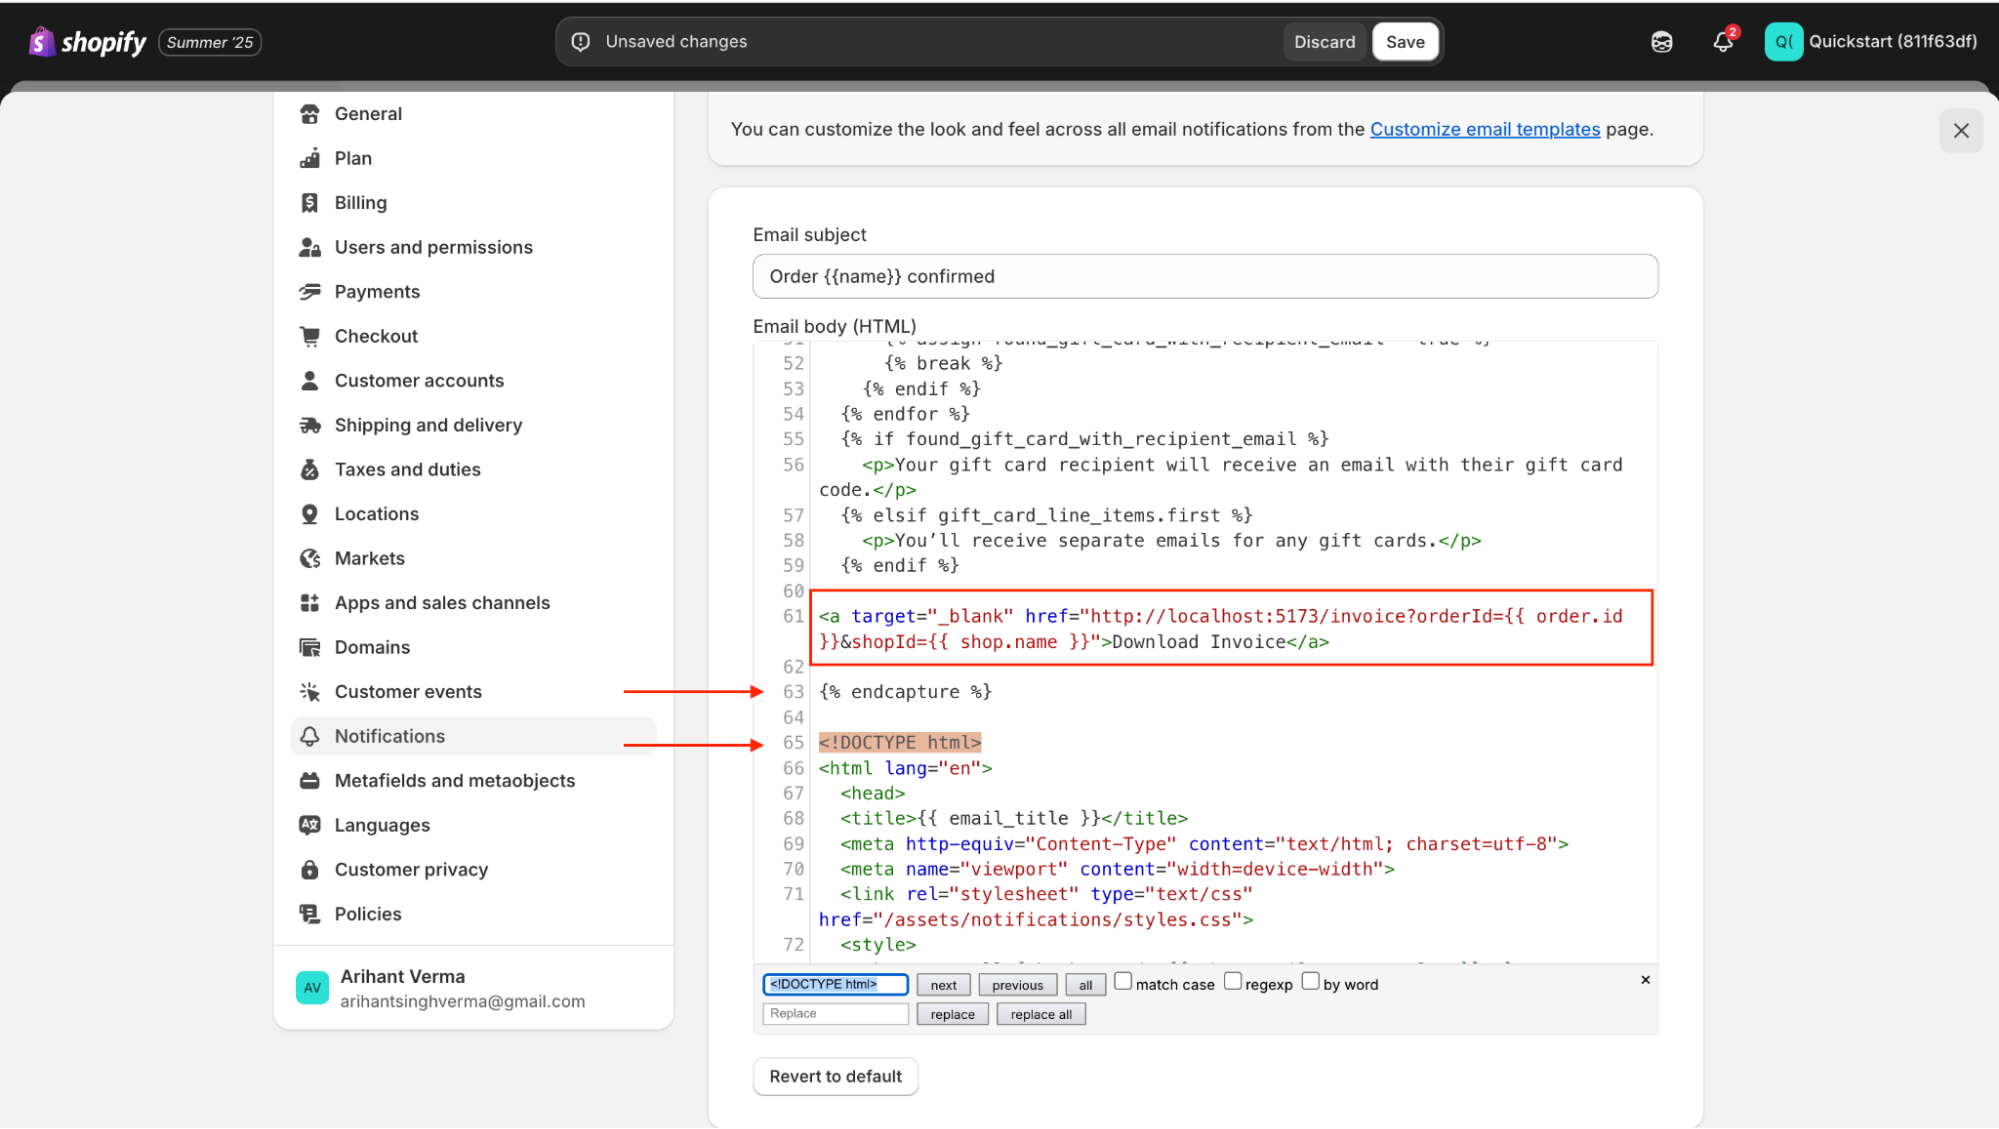 shopify Summer '25
Unsaved changes
Discard
Save
2
Q(
Quickstart (811f63df)
General
Plan
Billing
Users and permissions
Payments
Checkout
Customer accounts
Shipping and delivery
Taxes and duties
Locations
Markets
Apps and sales channels
Domains
Customer events
Notifications
Metafields and metaobjects
Languages
Customer privacy
Policies
AV
Arihant Verma
arihantsinghverma@gmail.com
You can customize the look and feel across all email notifications from the Customize email templates page.
Email subject
Order {{name}} confirmed
Email body (HTML)
51 {% assign found_gift_card_with_recipient_email = true %}
52 {% break %}
53 {% endif %}
54 {% endfor %}
55 {% if found_gift_card_with_recipient_email %}
56 <p>Your gift card recipient will receive an email with their gift card
code.</p>
57 {% elsif gift_card_line_items.first %}
58 <p>You’ll receive separate emails for any gift cards.</p>
59 {% endif %}
60
61 <a target="_blank" href="http://localhost:5173/invoice?orderId={{ order.id
}}&shopId={{ shop.name }}">Download Invoice</a>
62
63 {% endcapture %}
64
65 <!DOCTYPE html>
66 <html lang="en">
67 <head>
68 <title>{{ email_title }}</title>
69 <meta http-equiv="Content-Type" content="text/html; charset=utf-8">
70 <meta name="viewport" content="width=device-width">
71 <link rel="stylesheet" type="text/css"
href="/assets/notifications/styles.css">
72 <style>
<!DOCTYPE html> next previous all match case regexp by word ×
Replace replace replace all
Revert to default